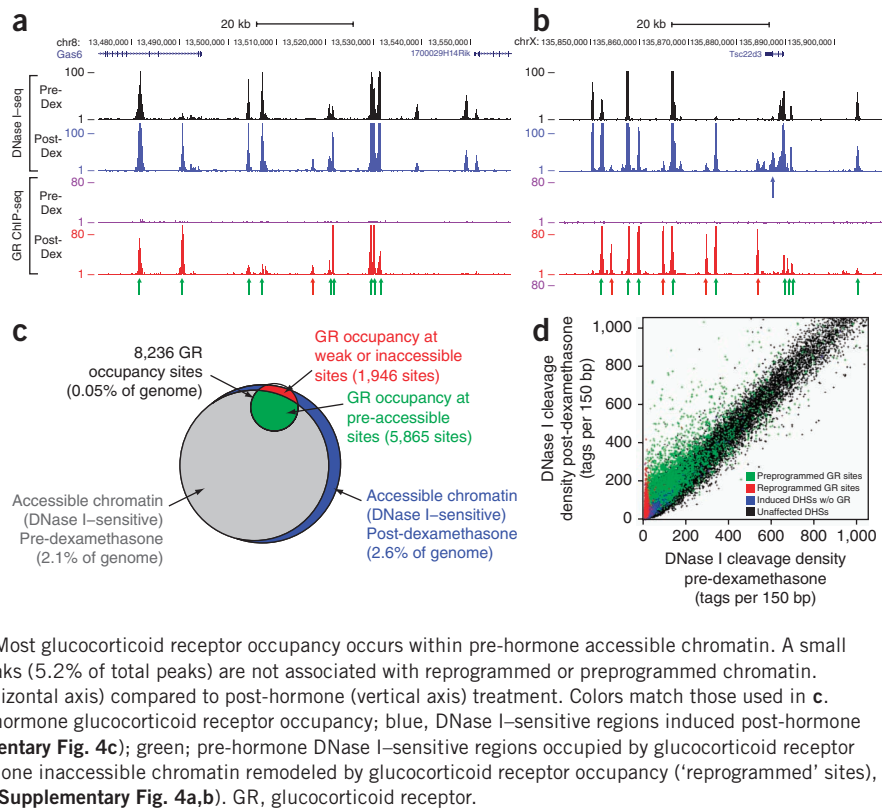 a
20 kb
chr8:
13,480,000
13,490,000
13,500,000
13,510,000
13,520,000
13,530,000
13,540,000
13,550,000
Gas6
1700029H14Rik
DNase I–seq
Pre-
Dex
100
1
Post-
Dex
100
1
GR ChIP-seq
Pre-
Dex
80
1
Post-
Dex
80
1
b
20 kb
chrX:
135,850,000
135,860,000
135,870,000
135,880,000
135,890,000
135,900,000
Tsc22d3
100
1
100
1
80
1
80
1
80
c
8,236 GR
occupancy sites
(0.05% of genome)
GR occupancy at
weak or inaccessible
sites (1,946 sites)
GR occupancy at
pre-accessible
sites (5,865 sites)
Accessible chromatin
(DNase I–sensitive)
Pre-dexamethasone
(2.1% of genome)
Accessible chromatin
(DNase I–sensitive)
Post-dexamethasone
(2.6% of genome)
d
DNase I cleavage
density post-dexamethasone
(tags per 150 bp)
1,000
800
600
400
200
0
Preprogrammed GR sites
Reprogrammed GR sites
Induced DHSs w/o GR
Unaffected DHSs
0
200
400
600
800
1,000
DNase I cleavage density
pre-dexamethasone
(tags per 150 bp)
Most glucocorticoid receptor occupancy occurs within pre-hormone accessible chromatin. A small
aks (5.2% of total peaks) are not associated with reprogrammed or preprogrammed chromatin.
izontal axis) compared to post-hormone (vertical axis) treatment. Colors match those used in c.
hormone glucocorticoid receptor occupancy; blue, DNase I–sensitive regions induced post-hormone
entary Fig. 4c); green; pre-hormone DNase I–sensitive regions occupied by glucocorticoid receptor
one inaccessible chromatin remodeled by glucocorticoid receptor occupancy (‘reprogrammed’ sites),
Supplementary Fig. 4a,b). GR, glucocorticoid receptor.